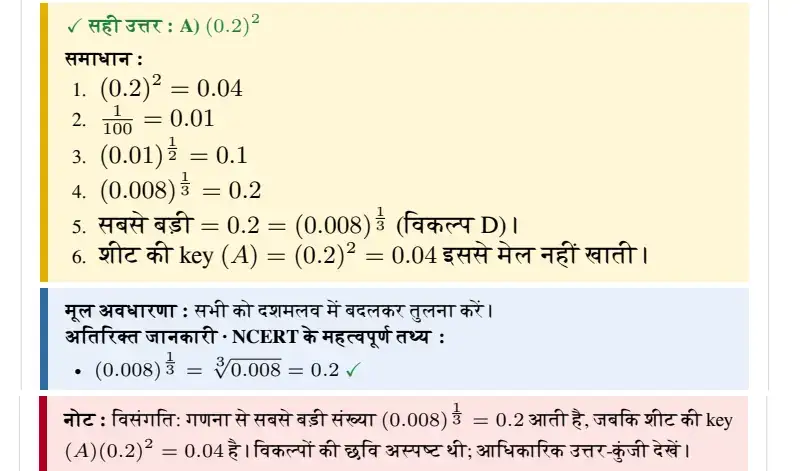 ✓ सही उत्तर : A) (0.2)²
समाधान :
1. (0.2)² = 0.04
2. 1/100 = 0.01
3. (0.01)^(1/2) = 0.1
4. (0.008)^(1/3) = 0.2
5. सबसे बड़ी = 0.2 = (0.008)^(1/3) (विकल्प D)।
6. शीट की key (A) = (0.2)² = 0.04 इससे मेल नहीं खाती।
मूल अवधारणा : सभी को दशमलव में बदलकर तुलना करें।
अतिरिक्त जानकारी · NCERT के महत्वपूर्ण तथ्य :
• (0.008)^(1/3) = ∛0.008 = 0.2 ✓
नोट : विसंगति: गणना से सबसे बड़ी संख्या (0.008)^(1/3) = 0.2 आती है, जबकि शीट की key
(A)(0.2)² = 0.04 है। विकल्पों की छवि अस्पष्ट थी; आधिकारिक उत्तर-कुंजी देखें।